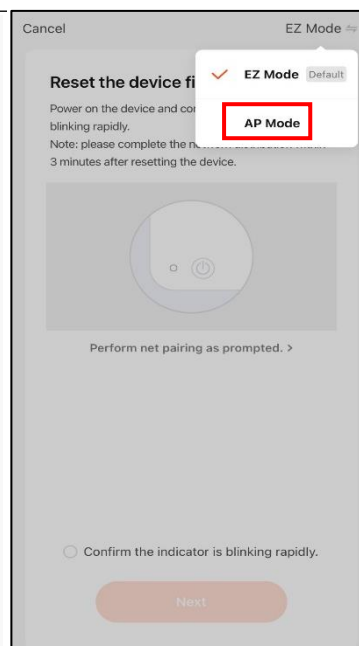 Cancel
EZ Mode
EZ Mode Default
AP Mode
Reset the device fi
Power on the device and con
blinking rapidly.
Note: please complete the
3 minutes after resetting the device.
Perform net pairing as prompted. >
Confirm the indicator is blinking rapidly.
Next